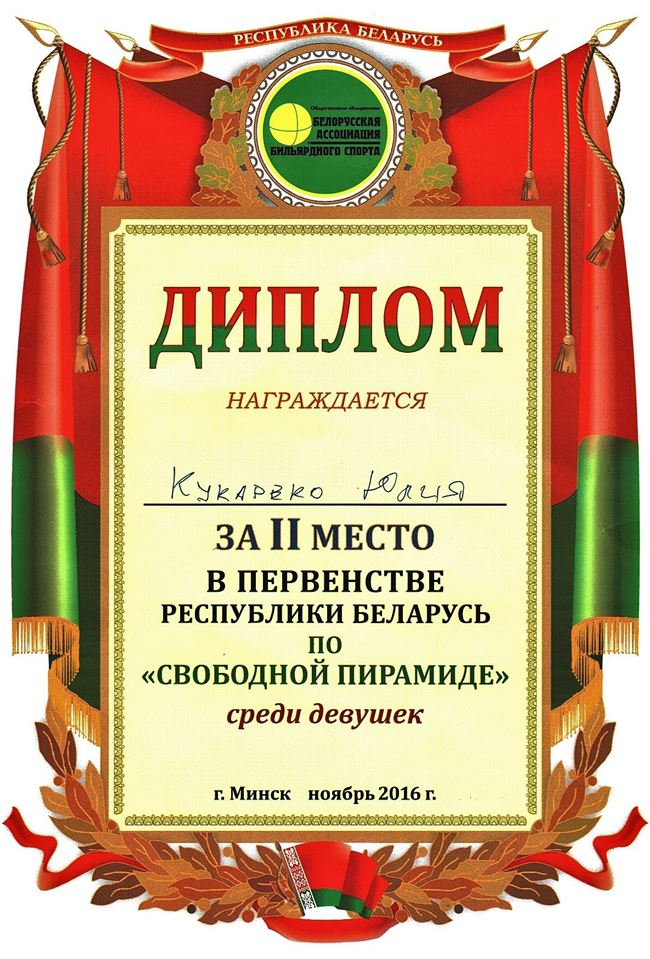 РЕСПУБЛИКА БЕЛАРУСЬ
Общественное объединение
БЕЛОРУССКАЯ
АССОЦИАЦИЯ
БИЛЬЯРДНОГО СПОРТА
ДИПЛОМ
НАГРАЖДАЕТСЯ
Кукареко Юлия
ЗА II МЕСТО
В ПЕРВЕНСТВЕ
РЕСПУБЛИКИ БЕЛАРУСЬ
ПО
«СВОБОДНОЙ ПИРАМИДЕ»
среди девушек
г. Минск ноябрь 2016 г.